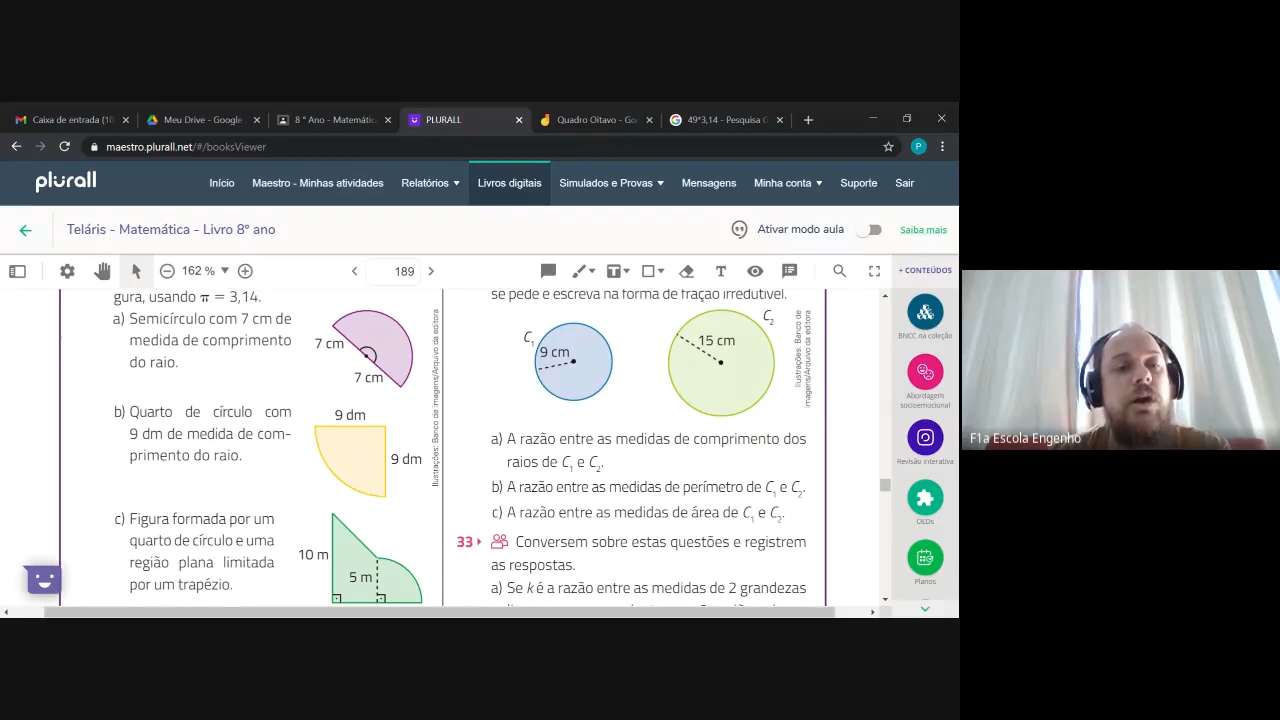 Caixa de entrada (10
Meu Drive - Google
8 º Ano - Matemátic
PLURALL
Quadro Oitavo - Goo
49*3,14 - Pesquisa G
maestro.plurall.net/#/booksViewer
P
plurall
Início
Maestro - Minhas atividades
Relatórios
Livros digitais
Simulados e Provas
Mensagens
Minha conta
Suporte
Sair
Teláris - Matemática - Livro 8º ano
Ativar modo aula
Saiba mais
162 %
189
+ CONTEÚDOS
gura, usando π = 3,14.
a) Semicírculo com 7 cm de
medida de comprimento
do raio.
7 cm
7 cm
b) Quarto de círculo com
9 dm de medida de com-
primento do raio.
9 dm
9 dm
c) Figura formada por um
quarto de círculo e uma
região plana limitada
por um trapézio.
10 m
5 m
Ilustrações: Banco de imagens/Arquivo da editora
se pede e escreva na forma de fração irredutível.
C1
9 cm
C2
15 cm
Ilustrações: Banco de
imagens/Arquivo da editora
a) A razão entre as medidas de comprimento dos
raios de C1 e C2.
b) A razão entre as medidas de perímetro de C1 e C2.
c) A razão entre as medidas de área de C1 e C2.
33 Conversem sobre estas questões e registrem
as respostas.
a) Se k é a razão entre as medidas de 2 grandezas
BNCC na coleção
Abordagem
socioemocional
Revisão interativa
OEDs
Planos
F1a Escola Engenho